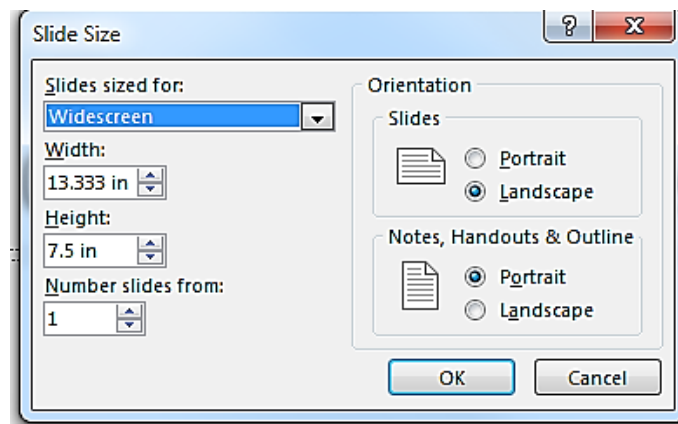 Slide Size
Slides sized for:
Widescreen
Width:
13.333 in
Height:
7.5 in
Number slides from:
1
Orientation
Slides
Portrait
Landscape
Notes, Handouts & Outline
Portrait
Landscape
OK
Cancel